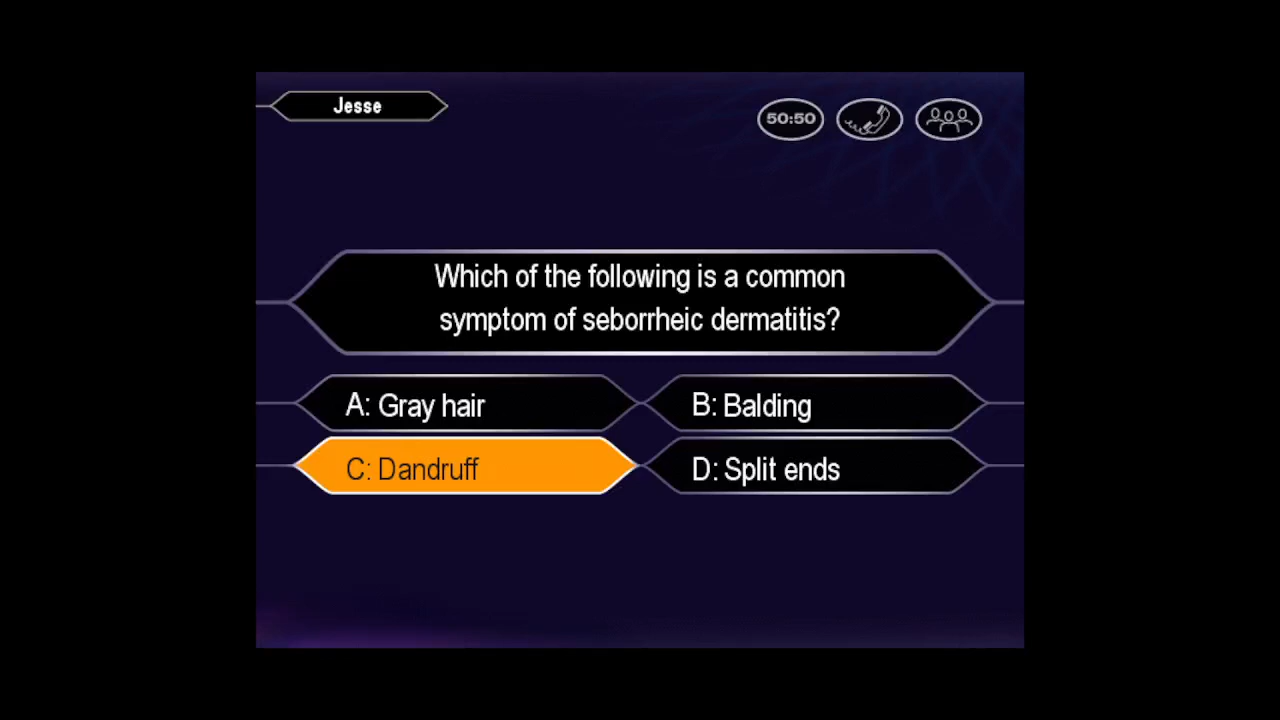 Jesse
50:50
Which of the following is a common
symptom of seborrheic dermatitis?
A: Gray hair
B: Balding
C: Dandruff
D: Split ends